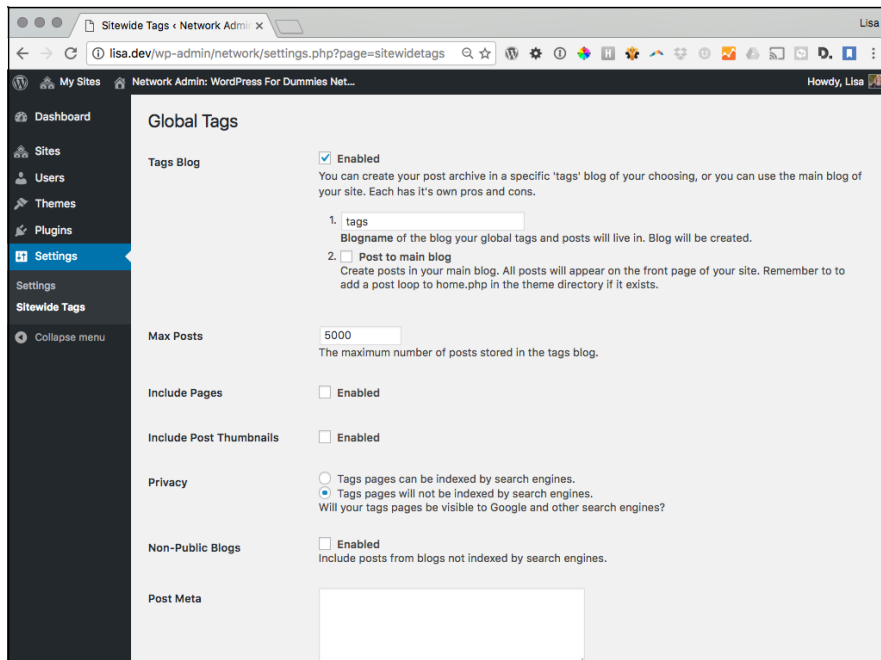 Sitewide Tags ‹ Network Admin
Lisa
lisa.dev/wp-admin/network/settings.php?page=sitewidetags
My Sites
Network Admin: WordPress For Dummies Net...
Howdy, Lisa
Dashboard
Sites
Users
Themes
Plugins
Settings
Settings
Sitewide Tags
Collapse menu
Global Tags
Tags Blog
Enabled
You can create your post archive in a specific 'tags' blog of your choosing, or you can use the main blog of
your site. Each has it's own pros and cons.
1. tags
Blogname of the blog your global tags and posts will live in. Blog will be created.
2. Post to main blog
Create posts in your main blog. All posts will appear on the front page of your site. Remember to to
add a post loop to home.php in the theme directory if it exists.
Max Posts
5000
The maximum number of posts stored in the tags blog.
Include Pages
Enabled
Include Post Thumbnails
Enabled
Privacy
Tags pages can be indexed by search engines.
Tags pages will not be indexed by search engines.
Will your tags pages be visible to Google and other search engines?
Non-Public Blogs
Enabled
Include posts from blogs not indexed by search engines.
Post Meta